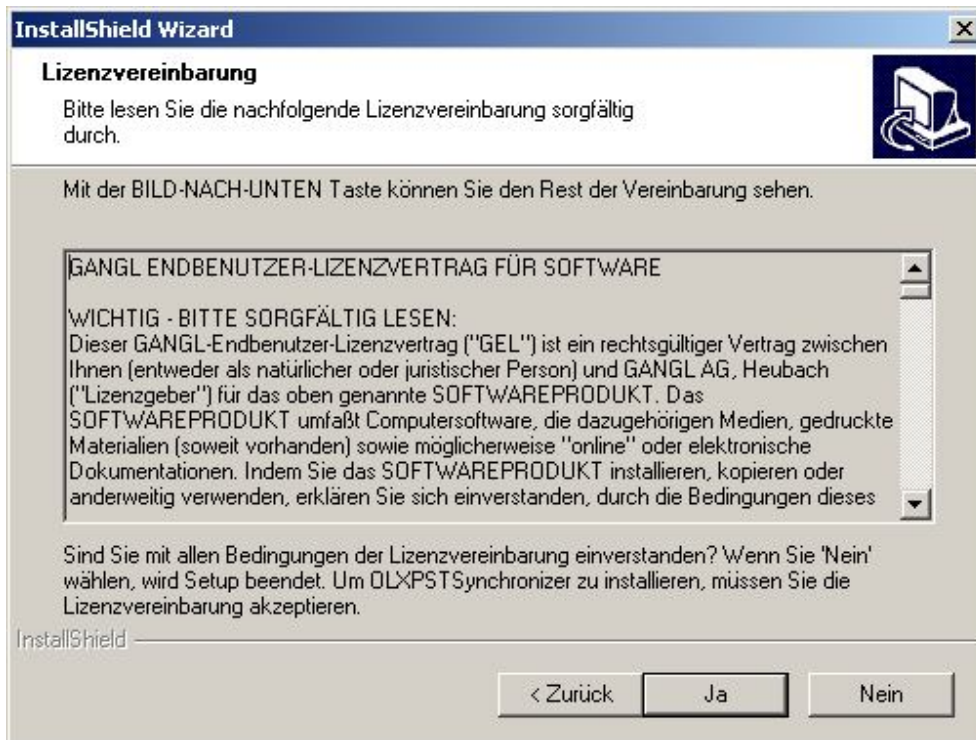 InstallShield Wizard
Lizenzvereinbarung
Bitte lesen Sie die nachfolgende Lizenzvereinbarung sorgfältig
durch.
Mit der BILD-NACH-UNTEN Taste können Sie den Rest der Vereinbarung sehen.
GANGL ENDBENUTZER-LIZENZVERTRAG FÜR SOFTWARE
WICHTIG - BITTE SORGFÄLTIG LESEN:
Dieser GANGL-Endbenutzer-Lizenzvertrag ("GEL") ist ein rechtsgültiger Vertrag zwischen
Ihnen (entweder als natürlicher oder juristischer Person) und GANGL AG, Heubach
("Lizenzgeber") für das oben genannte SOFTWAREPRODUKT. Das
SOFTWAREPRODUKT umfaßt Computersoftware, die dazugehörigen Medien, gedruckte
Materialien (soweit vorhanden) sowie möglicherweise "online" oder elektronische
Dokumentationen. Indem Sie das SOFTWAREPRODUKT installieren, kopieren oder
anderweitig verwenden, erklären Sie sich einverstanden, durch die Bedingungen dieses
Sind Sie mit allen Bedingungen der Lizenzvereinbarung einverstanden? Wenn Sie 'Nein'
wählen, wird Setup beendet. Um OLXPSTSynchronizer zu installieren, müssen Sie die
Lizenzvereinbarung akzeptieren.
InstallShield
< Zurück
Ja
Nein